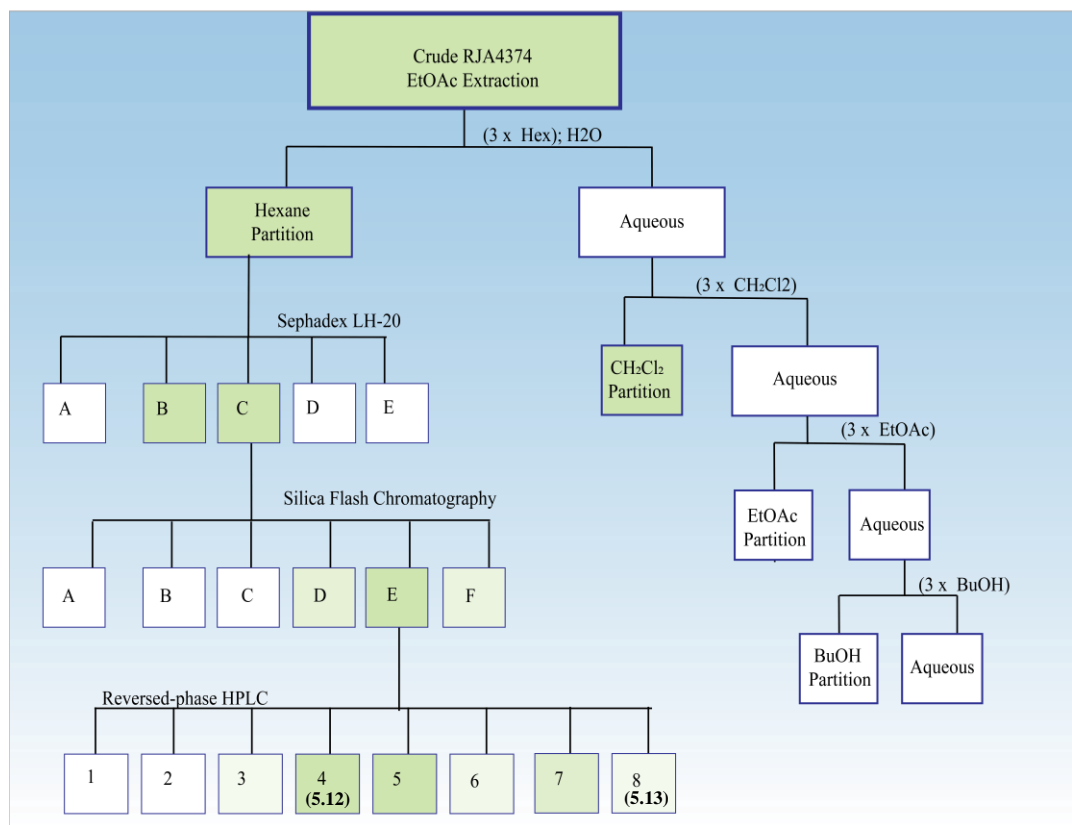 Crude RJA4374
EtOAc Extraction
(3 x  Hex); H2O
Hexane
Partition
Aqueous
(3 x  CH₂Cl2)
Sephadex LH-20
CH₂Cl₂
Partition
Aqueous
A
B
C
D
E
(3 x  EtOAc)
Silica Flash Chromatography
EtOAc
Partition
Aqueous
A
B
C
D
E
F
(3 x  BuOH)
BuOH
Partition
Aqueous
Reversed-phase HPLC
1
2
3
4
(5.12)
5
6
7
8
(5.13)